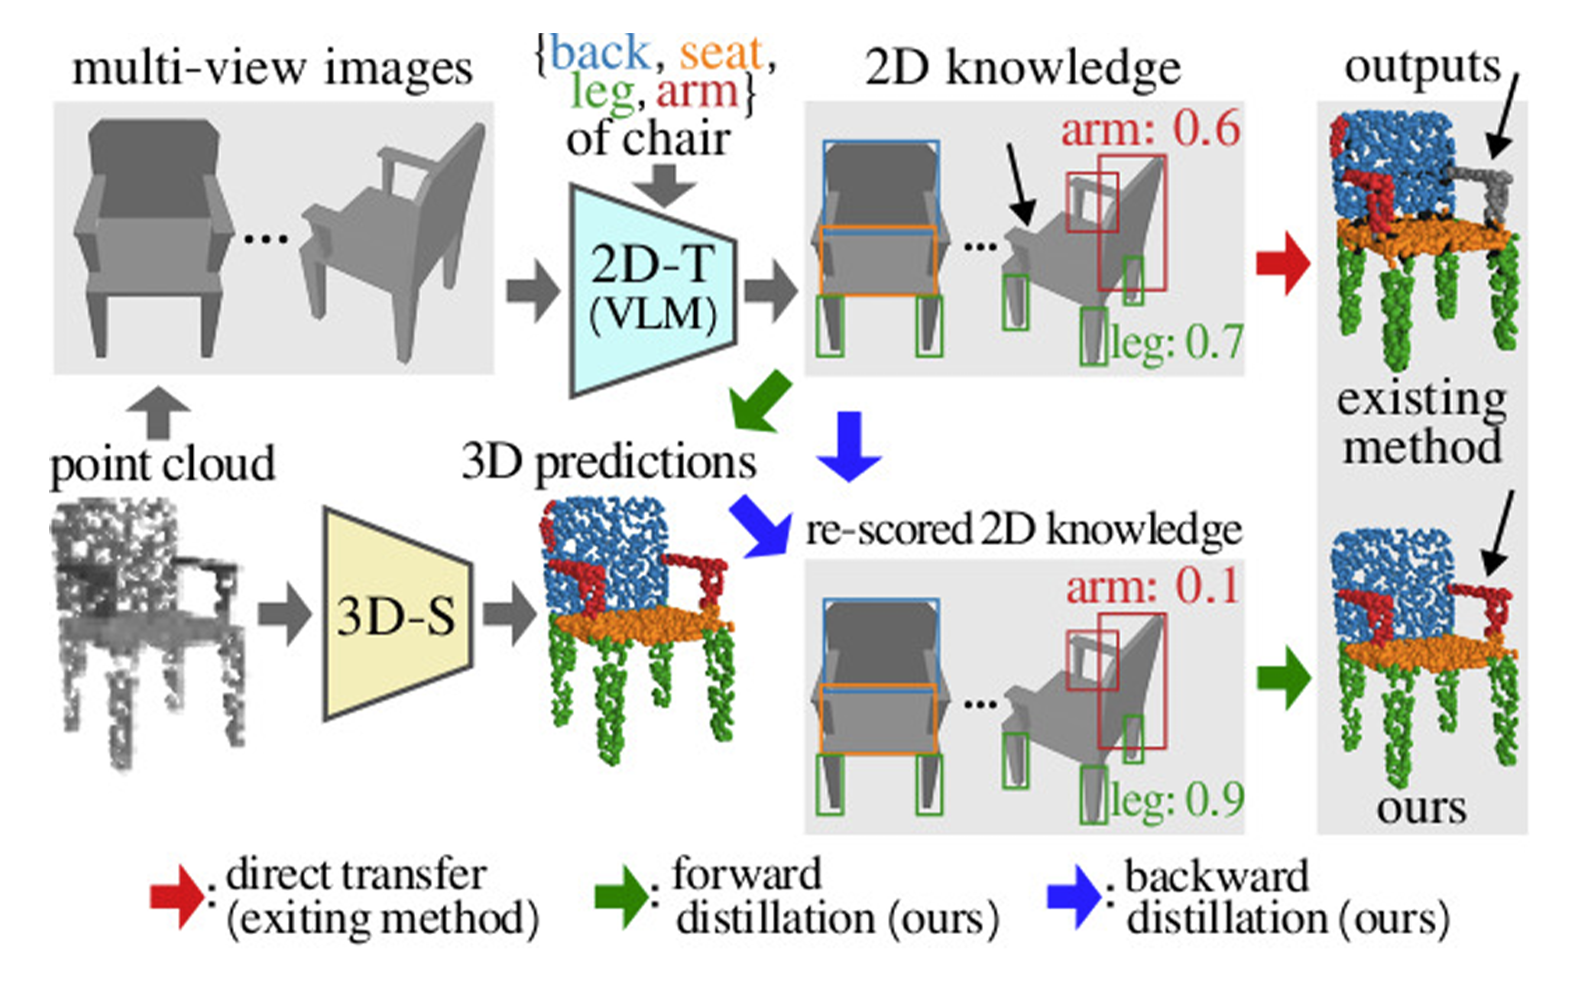 multi-view images
{back, seat,
leg, arm}
of chair
2D knowledge
outputs
arm: 0.6
2D-T
(VLM)
leg: 0.7
existing
method
point cloud
3D predictions
re-scored 2D knowledge
3D-S
arm: 0.1
leg: 0.9
ours
: direct transfer
(exiting method)
: forward
distillation (ours)
: backward
distillation (ours)